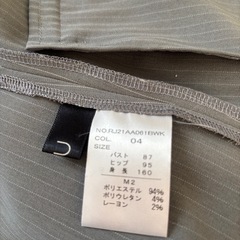 NO.RJ21AA0616WK
COL. 04
SIZE
バスト 87
ヒップ 95
身長 160
M2
ポリエステル 94%
ポリウレタン 4%
レーヨン 2%